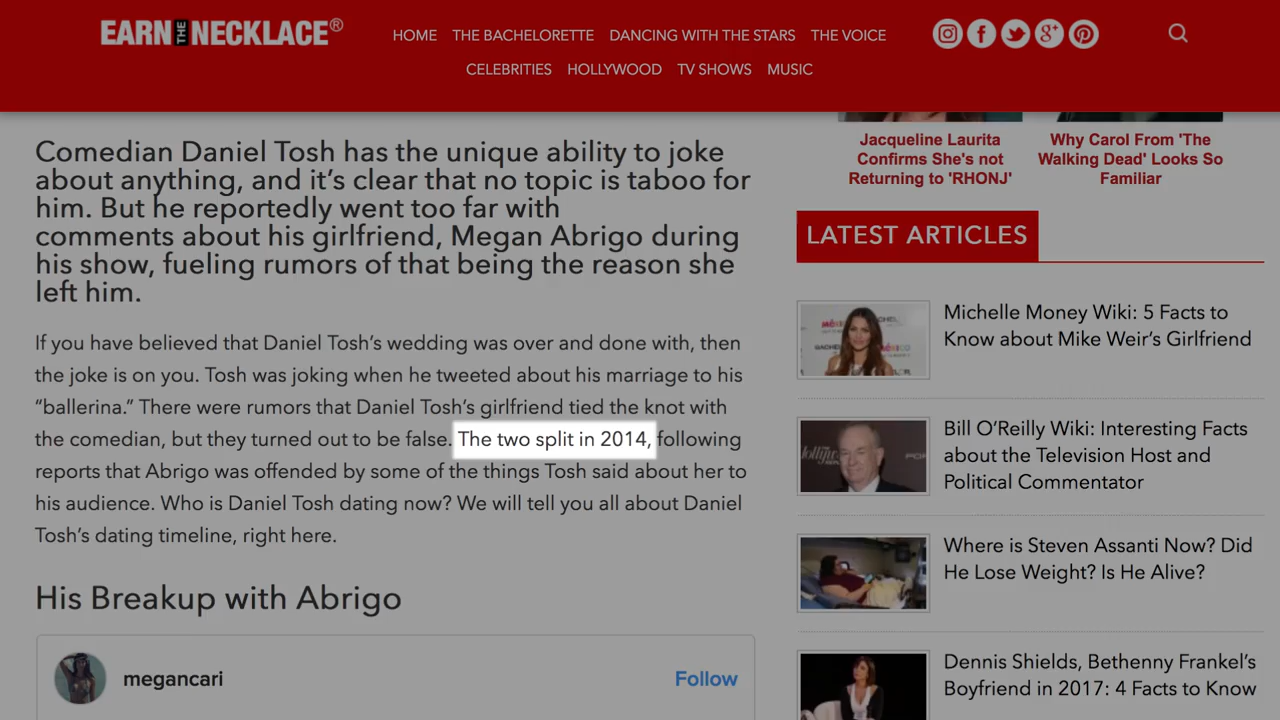 EARN THE NECKLACE®
HOME THE BACHELORETTE DANCING WITH THE STARS THE VOICE
CELEBRITIES HOLLYWOOD TV SHOWS MUSIC
Comedian Daniel Tosh has the unique ability to joke
about anything, and it’s clear that no topic is taboo for
him. But he reportedly went too far with
comments about his girlfriend, Megan Abrigo during
his show, fueling rumors of that being the reason she
left him.
If you have believed that Daniel Tosh’s wedding was over and done with, then
the joke is on you. Tosh was joking when he tweeted about his marriage to his
“ballerina.” There were rumors that Daniel Tosh’s girlfriend tied the knot with
the comedian, but they turned out to be false. The two split in 2014, following
reports that Abrigo was offended by some of the things Tosh said about her to
his audience. Who is Daniel Tosh dating now? We will tell you all about Daniel
Tosh’s dating timeline, right here.
His Breakup with Abrigo
megancari
Follow
Jacqueline Laurita
Confirms She's not
Returning to 'RHONJ'
Why Carol From 'The
Walking Dead' Looks So
Familiar
LATEST ARTICLES
Michelle Money Wiki: 5 Facts to
Know about Mike Weir’s Girlfriend
Bill O’Reilly Wiki: Interesting Facts
about the Television Host and
Political Commentator
Where is Steven Assanti Now? Did
He Lose Weight? Is He Alive?
Dennis Shields, Bethenny Frankel’s
Boyfriend in 2017: 4 Facts to Know